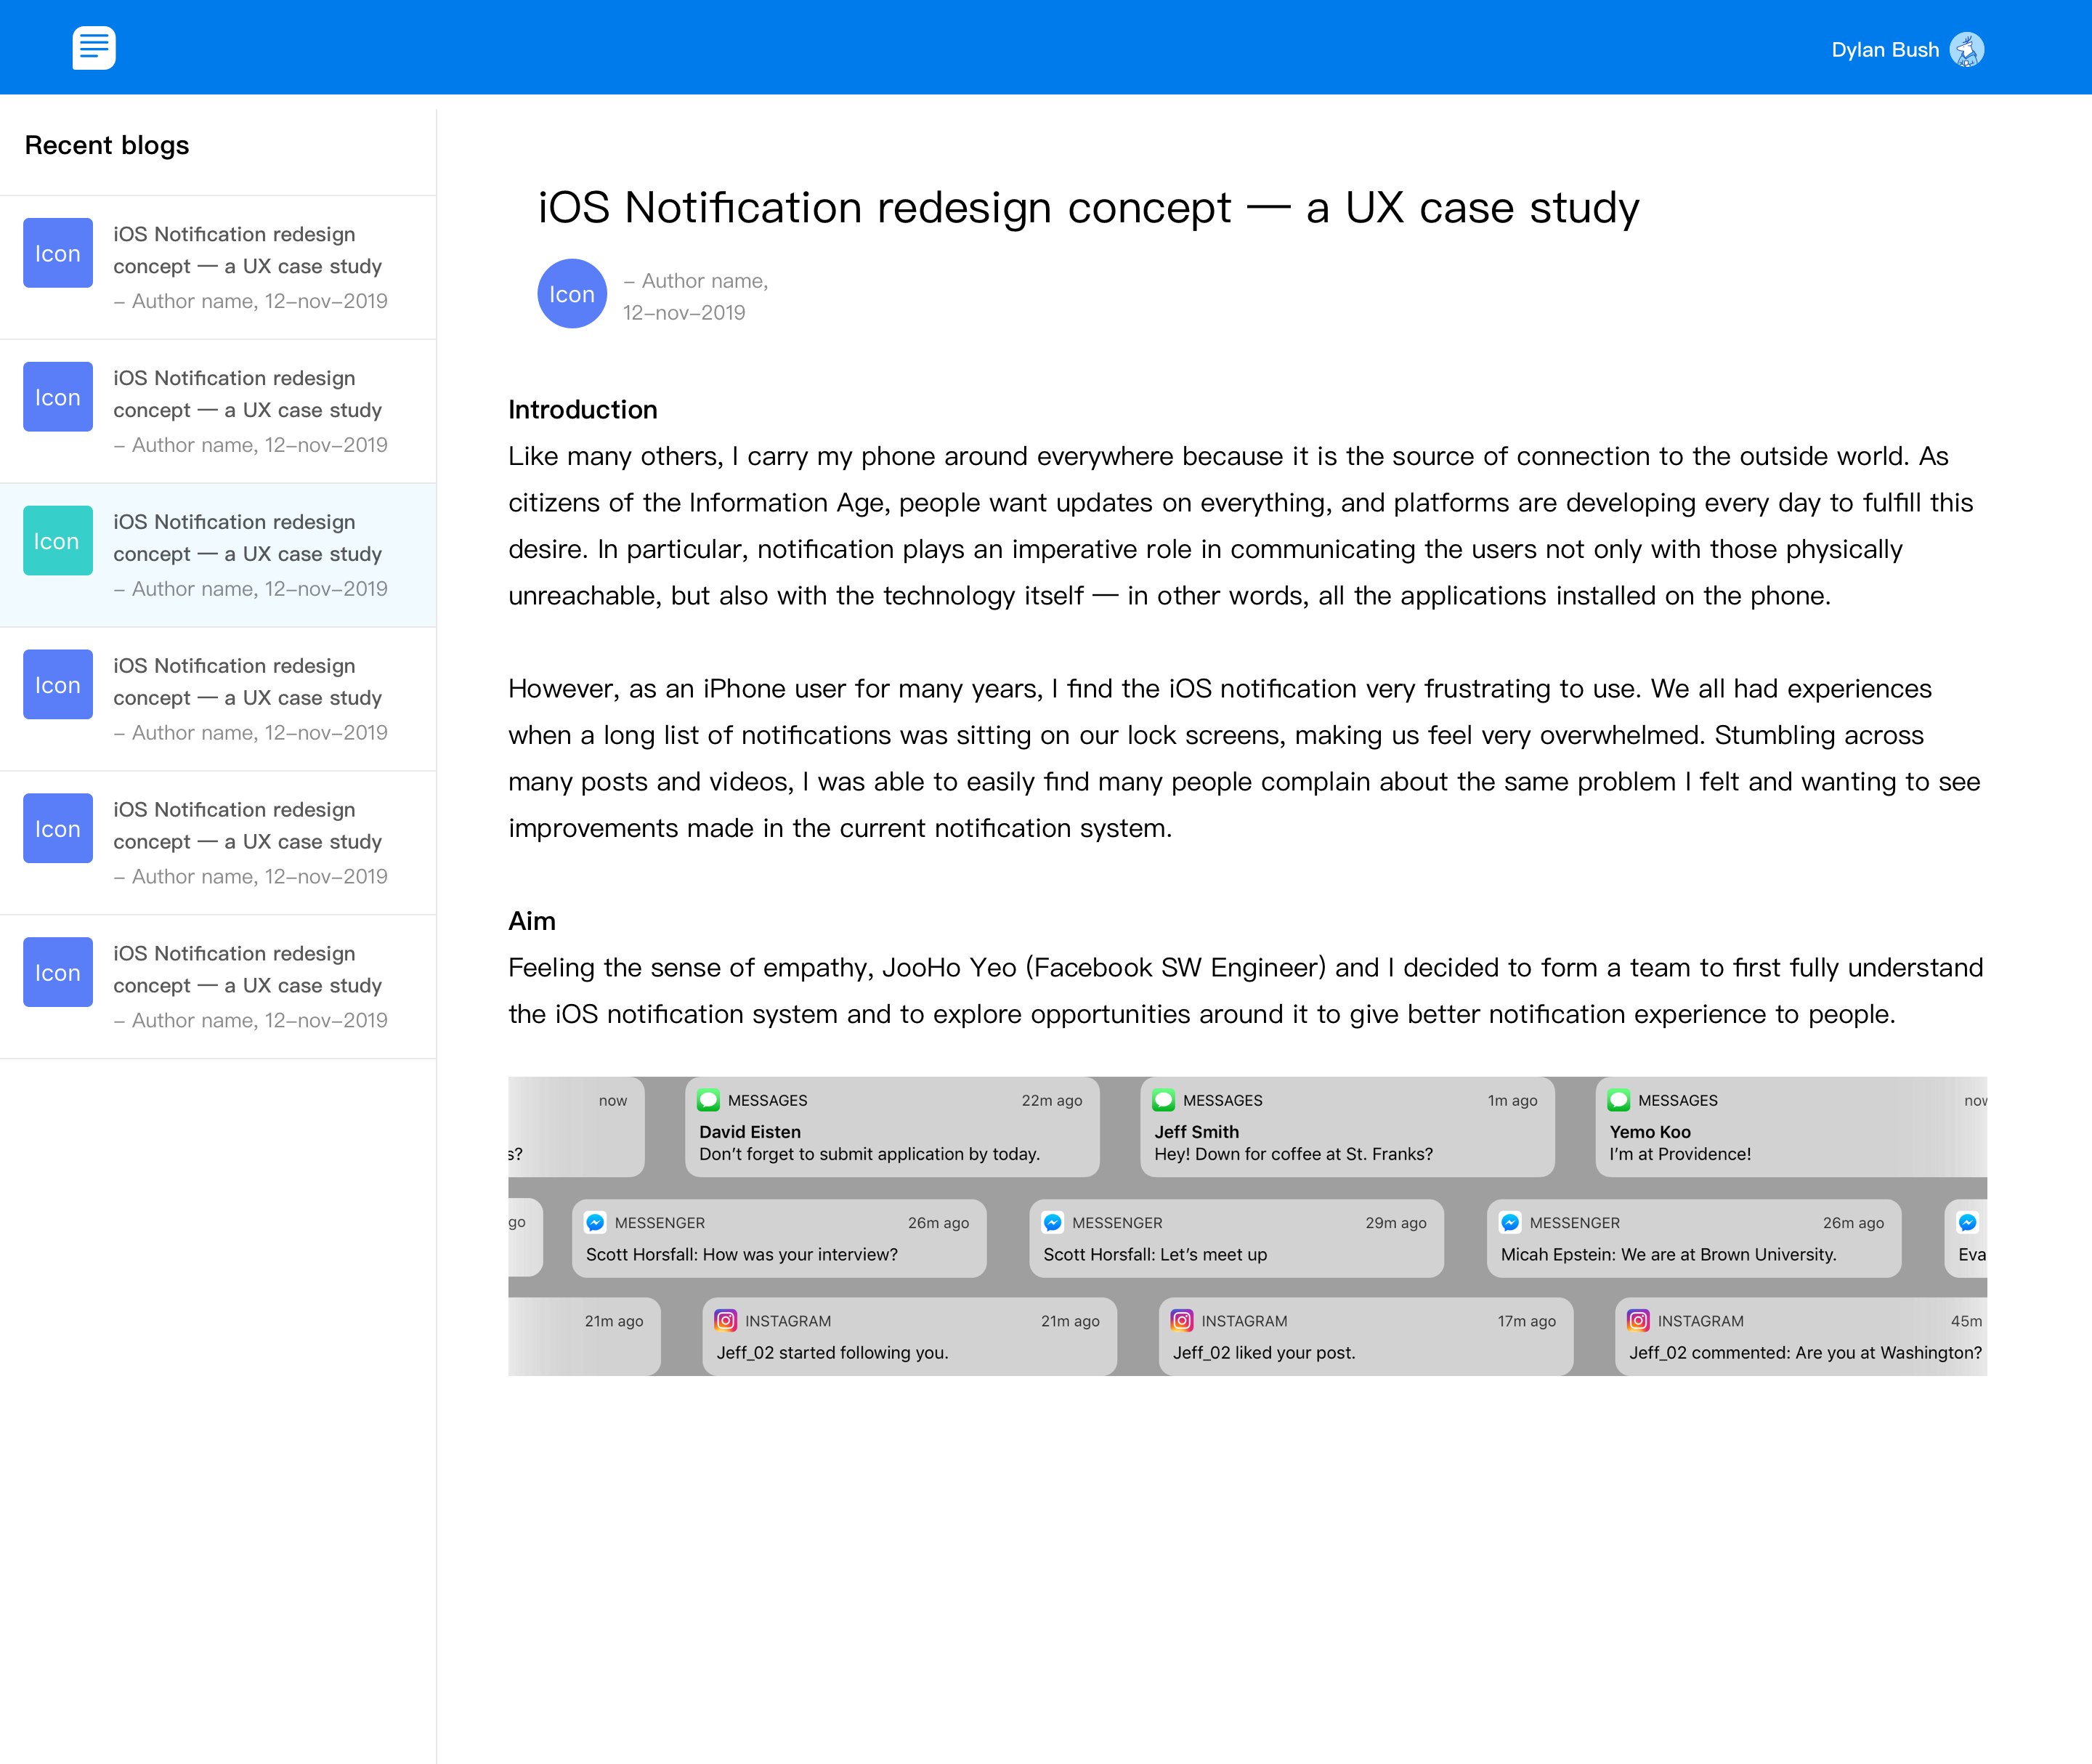 Dylan Bush
Recent blogs
Icon
iOS Notification redesign
concept — a UX case study
– Author name, 12–nov–2019
Icon
iOS Notification redesign
concept — a UX case study
– Author name, 12–nov–2019
Icon
iOS Notification redesign
concept — a UX case study
– Author name, 12–nov–2019
Icon
iOS Notification redesign
concept — a UX case study
– Author name, 12–nov–2019
Icon
iOS Notification redesign
concept — a UX case study
– Author name, 12–nov–2019
Icon
iOS Notification redesign
concept — a UX case study
– Author name, 12–nov–2019
iOS Notification redesign concept — a UX case study
Icon
– Author name,
12–nov–2019
Introduction
Like many others, I carry my phone around everywhere because it is the source of connection to the outside world. As
citizens of the Information Age, people want updates on everything, and platforms are developing every day to fulfill this
desire. In particular, notification plays an imperative role in communicating the users not only with those physically
unreachable, but also with the technology itself — in other words, all the applications installed on the phone.
However, as an iPhone user for many years, I find the iOS notification very frustrating to use. We all had experiences
when a long list of notifications was sitting on our lock screens, making us feel very overwhelmed. Stumbling across
many posts and videos, I was able to easily find many people complain about the same problem I felt and wanting to see
improvements made in the current notification system.
Aim
Feeling the sense of empathy, JooHo Yeo (Facebook SW Engineer) and I decided to form a team to first fully understand
the iOS notification system and to explore opportunities around it to give better notification experience to people.
now
s?
MESSAGES 22m ago
David Eisten
Don't forget to submit application by today.
MESSAGES 1m ago
Jeff Smith
Hey! Down for coffee at St. Franks?
MESSAGES now
Yemo Koo
I'm at Providence!
go
MESSENGER 26m ago
Scott Horsfall: How was your interview?
MESSENGER 29m ago
Scott Horsfall: Let's meet up
MESSENGER 26m ago
Micah Epstein: We are at Brown University.
Eva
21m ago
INSTAGRAM 21m ago
Jeff_02 started following you.
INSTAGRAM 17m ago
Jeff_02 liked your post.
INSTAGRAM 45m
Jeff_02 commented: Are you at Washington?